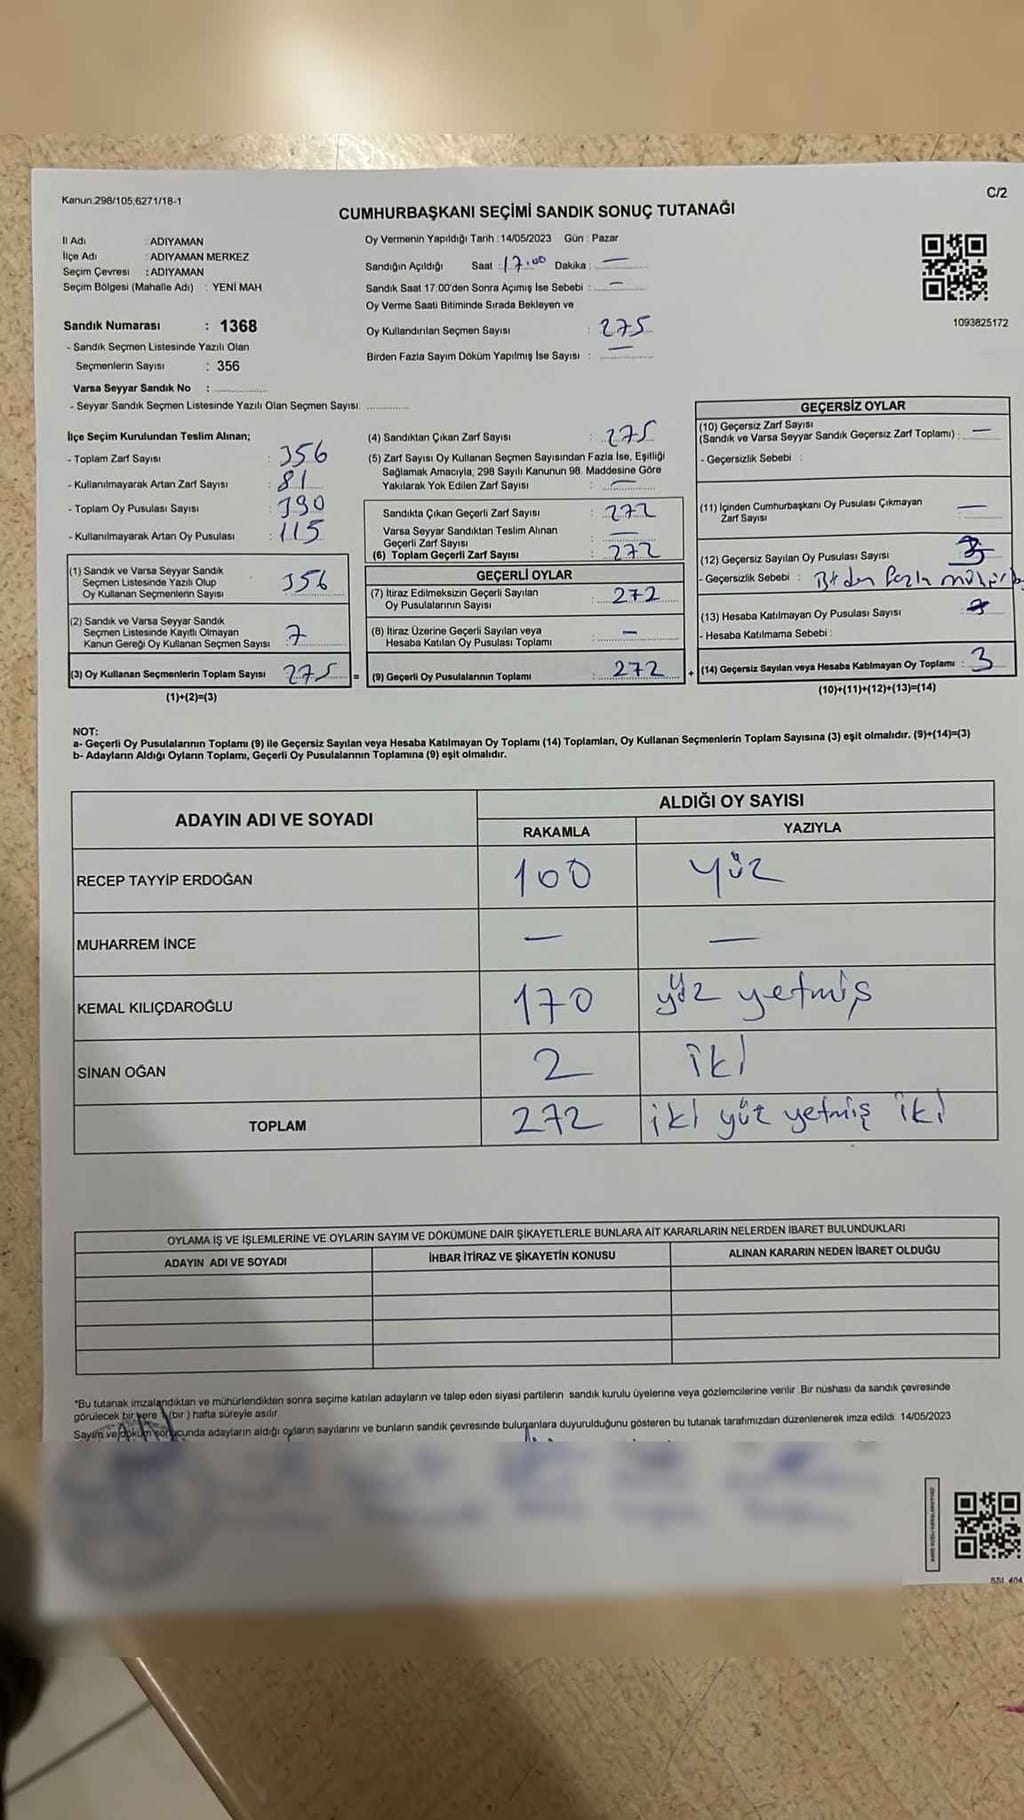 Kanun.298/105,6271/18-1
C/2
CUMHURBAŞKANI SEÇİMİ SANDIK SONUÇ TUTANAĞI
İl Adı : ADIYAMAN
İlçe Adı : ADIYAMAN MERKEZ
Seçim Çevresi : ADIYAMAN
Seçim Bölgesi (Mahalle Adı) : YENİ MAH
Sandık Numarası : 1368
- Sandık Seçmen Listesinde Yazılı Olan
Seçmenlerin Sayısı : 356
Varsa Seyyar Sandık No :
- Seyyar Sandık Seçmen Listesinde Yazılı Olan Seçmen Sayısı:
Oy Vermenin Yapıldığı Tarih : 14/05/2023 Gün : Pazar
Sandığın Açıldığı Saat : 17.00 Dakika : —
Sandık Saat 17:00'den Sonra Açımış İse Sebebi : —
Oy Verme Saati Bitiminde Sırada Bekleyen ve
Oy Kullandırılan Seçmen Sayısı : 275
Birden Fazla Sayım Döküm Yapılmış İse Sayısı : —
1093825172
İlçe Seçim Kurulundan Teslim Alınan;
- Toplam Zarf Sayısı : 356
- Kullanılmayarak Artan Zarf Sayısı : 81
- Toplam Oy Pusulası Sayısı : 390
- Kullanılmayarak Artan Oy Pusulası : 115
(1) Sandık ve Varsa Seyyar Sandık
Seçmen Listesinde Yazılı Olup
Oy Kullanan Seçmenlerin Sayısı 356
(2) Sandık ve Varsa Seyyar Sandık
Seçmen Listesinde Kayıtlı Olmayan
Kanun Gereği Oy Kullanan Seçmen Sayısı 7
(3) Oy Kullanan Seçmenlerin Toplam Sayısı 275 =
(1)+(2)=(3)
(4) Sandıktan Çıkan Zarf Sayısı : 275
(5) Zarf Sayısı Oy Kullanan Seçmen Sayısından Fazla İse, Eşitliği
Sağlamak Amacıyla; 298 Sayılı Kanunun 98. Maddesine Göre
Yakılarak Yok Edilen Zarf Sayısı : —
Sandıkta Çıkan Geçerli Zarf Sayısı : 272
Varsa Seyyar Sandıktan Teslim Alınan
Geçerli Zarf Sayısı : —
(6) Toplam Geçerli Zarf Sayısı : 272
GEÇERLİ OYLAR
(7) İtiraz Edilmeksizin Geçerli Sayılan
Oy Pusulalarının Sayısı : 272
(8) İtiraz Üzerine Geçerli Sayılan veya
Hesaba Katılan Oy Pusulası Toplamı : —
(9) Geçerli Oy Pusulalarının Toplamı : 272 +
GEÇERSİZ OYLAR
(10) Geçersiz Zarf Sayısı
(Sandık ve Varsa Seyyar Sandık Geçersiz Zarf Toplamı) : —
- Geçersizlik Sebebi :
(11) İçinden Cumhurbaşkanı Oy Pusulası Çıkmayan
Zarf Sayısı —
(12) Geçersiz Sayılan Oy Pusulası Sayısı 3
- Geçersizlik Sebebi : Birden fazla
(13) Hesaba Katılmayan Oy Pusulası Sayısı :
- Hesaba Katılmama Sebebi :
(14) Geçersiz Sayılan veya Hesaba Katılmayan Oy Toplamı : 3
(10)+(11)+(12)+(13)=(14)
NOT:
a- Geçerli Oy Pusulalarının Toplamı (9) ile Geçersiz Sayılan veya Hesaba Katılmayan Oy Toplamı (14) Toplamları, Oy Kullanan Seçmenlerin Toplam Sayısına (3) eşit olmalıdır. (9)+(14)=(3)
b- Adayların Aldığı Oyların Toplamı, Geçerli Oy Pusulalarının Toplamına (9) eşit olmalıdır.
ADAYIN ADI VE SOYADI ALDIĞI OY SAYISI
RAKAMLA YAZIYLA
RECEP TAYYİP ERDOĞAN 100 yüz
MUHARREM İNCE — —
KEMAL KILIÇDAROĞLU 170 yüz yetmiş
SİNAN OĞAN 2 iki
TOPLAM 272 iki yüz yetmiş iki
OYLAMA İŞ VE İŞLEMLERİNE VE OYLARIN SAYIM VE DÖKÜMÜNE DAİR ŞİKAYETLERLE BUNLARA AİT KARARLARIN NELERDEN İBARET BULUNDUKLARI
ADAYIN ADI VE SOYADI İHBAR İTİRAZ VE ŞİKAYETİN KONUSU ALINAN KARARIN NEDEN İBARET OLDUĞU
*Bu tutanak imzalandıktan ve mühürlendikten sonra seçime katılan adayların ve talep eden siyasi partilerin sandık kurulu üyelerine veya gözlemcilerine verilir. Bir nüshası da sandık çevresinde
görülecek bir yere (bir) hafta süreyle asılır
Sayım ve döküm sonucunda adayların aldığı oyların sayılarını ve bunların sandık çevresinde bulunanlara duyurulduğunu gösteren bu tutanak tarafımızdan düzenlenerek imza edildi. 14/05/2023